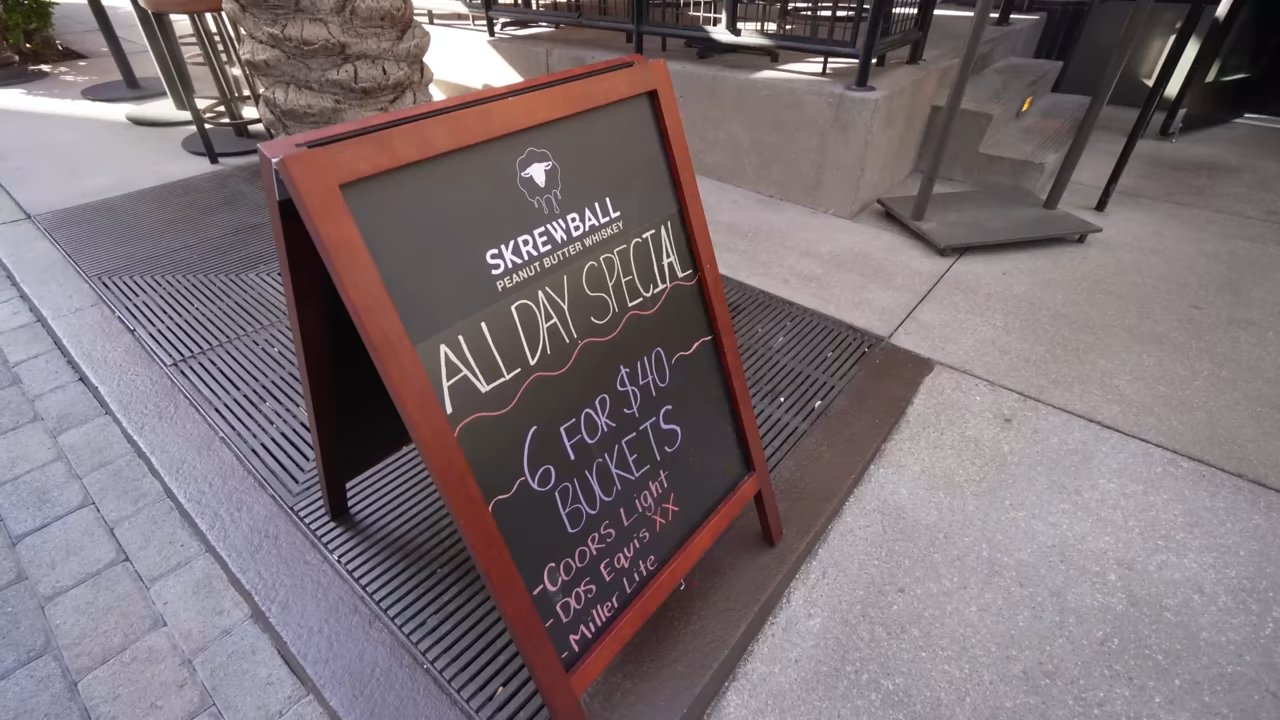 SKREWBALL
PEANUT BUTTER WHISKEY
ALL DAY SPECIAL
6 FOR $40
BUCKETS
-COORS Light
-DOS EquiS XX
-Miller Lite